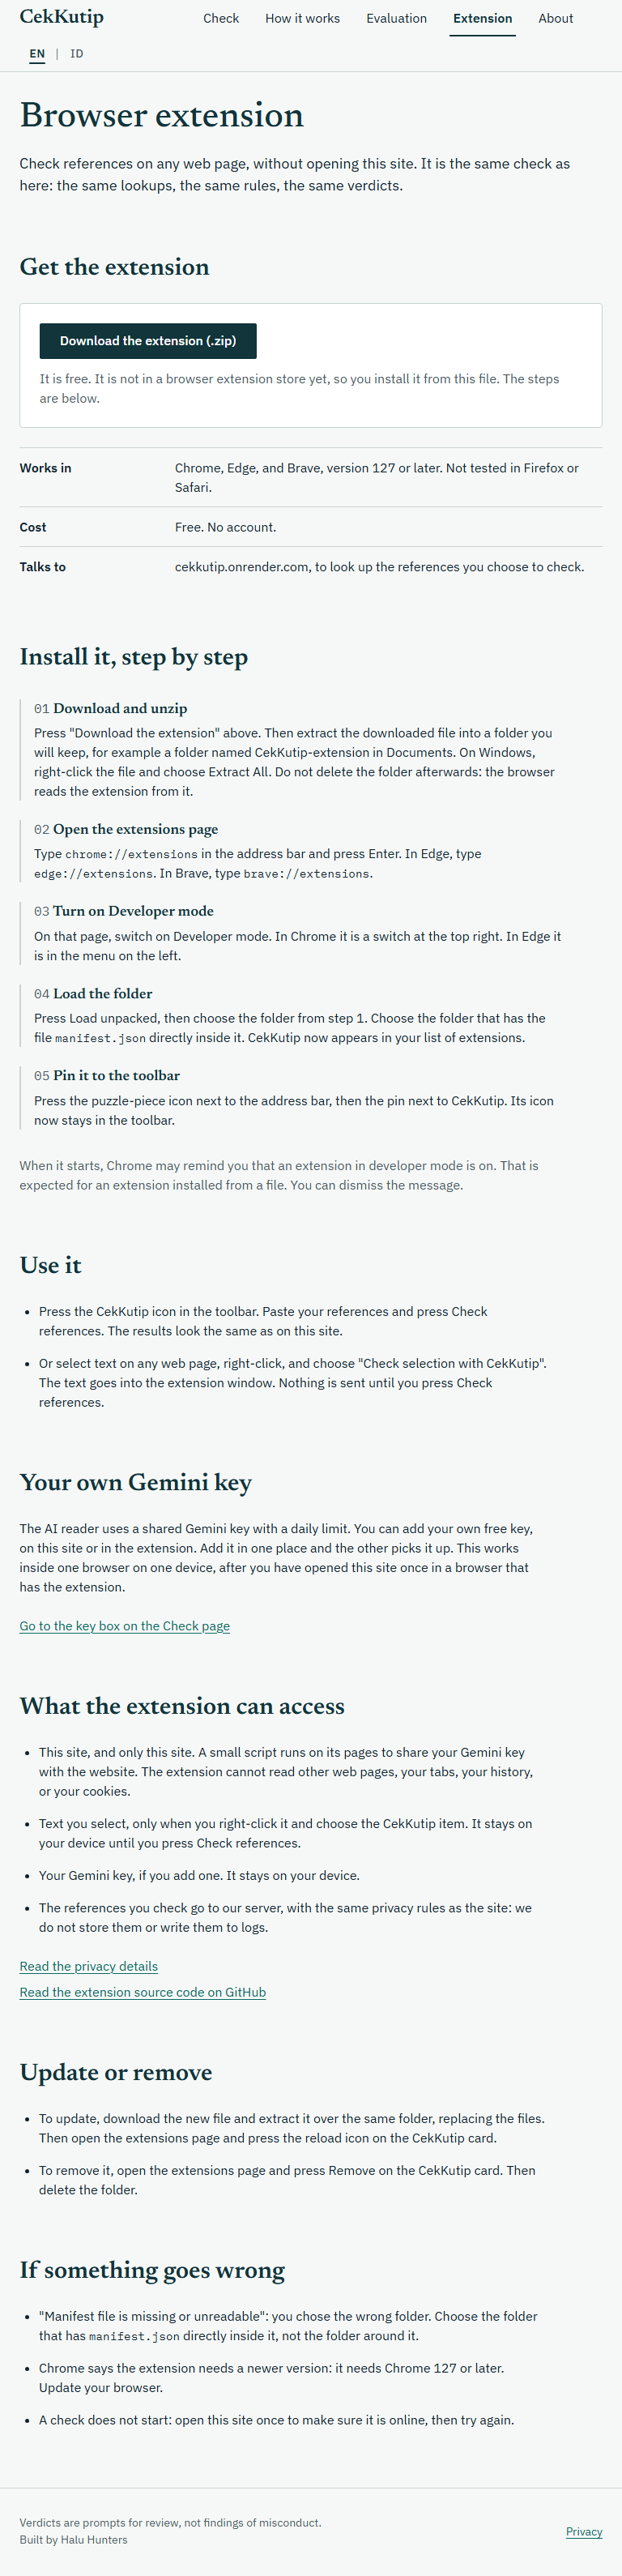 CekKutip
Check How it works Evaluation Extension About
EN | ID
Browser extension
Check references on any web page, without opening this site. It is the same check as
here: the same lookups, the same rules, the same verdicts.
Get the extension
Download the extension (.zip)
It is free. It is not in a browser extension store yet, so you install it from this file. The steps
are below.
Works in Chrome, Edge, and Brave, version 127 or later. Not tested in Firefox or
Safari.
Cost Free. No account.
Talks to cekkutip.onrender.com, to look up the references you choose to check.
Install it, step by step
01 Download and unzip
Press "Download the extension" above. Then extract the downloaded file into a folder you
will keep, for example a folder named CekKutip-extension in Documents. On Windows,
right-click the file and choose Extract All. Do not delete the folder afterwards: the browser
reads the extension from it.
02 Open the extensions page
Type chrome://extensions in the address bar and press Enter. In Edge, type
edge://extensions. In Brave, type brave://extensions.
03 Turn on Developer mode
On that page, switch on Developer mode. In Chrome it is a switch at the top right. In Edge it
is in the menu on the left.
04 Load the folder
Press Load unpacked, then choose the folder from step 1. Choose the folder that has the
file manifest.json directly inside it. CekKutip now appears in your list of extensions.
05 Pin it to the toolbar
Press the puzzle-piece icon next to the address bar, then the pin next to CekKutip. Its icon
now stays in the toolbar.
When it starts, Chrome may remind you that an extension in developer mode is on. That is
expected for an extension installed from a file. You can dismiss the message.
Use it
• Press the CekKutip icon in the toolbar. Paste your references and press Check
references. The results look the same as on this site.
• Or select text on any web page, right-click, and choose "Check selection with CekKutip".
The text goes into the extension window. Nothing is sent until you press Check
references.
Your own Gemini key
The AI reader uses a shared Gemini key with a daily limit. You can add your own free key,
on this site or in the extension. Add it in one place and the other picks it up. This works
inside one browser on one device, after you have opened this site once in a browser that
has the extension.
Go to the key box on the Check page
What the extension can access
• This site, and only this site. A small script runs on its pages to share your Gemini key
with the website. The extension cannot read other web pages, your tabs, your history,
or your cookies.
• Text you select, only when you right-click it and choose the CekKutip item. It stays on
your device until you press Check references.
• Your Gemini key, if you add one. It stays on your device.
• The references you check go to our server, with the same privacy rules as the site: we
do not store them or write them to logs.
Read the privacy details
Read the extension source code on GitHub
Update or remove
• To update, download the new file and extract it over the same folder, replacing the files.
Then open the extensions page and press the reload icon on the CekKutip card.
• To remove it, open the extensions page and press Remove on the CekKutip card. Then
delete the folder.
If something goes wrong
• "Manifest file is missing or unreadable": you chose the wrong folder. Choose the folder
that has manifest.json directly inside it, not the folder around it.
• Chrome says the extension needs a newer version: it needs Chrome 127 or later.
Update your browser.
• A check does not start: open this site once to make sure it is online, then try again.
Verdicts are prompts for review, not findings of misconduct.
Built by Halu Hunters
Privacy